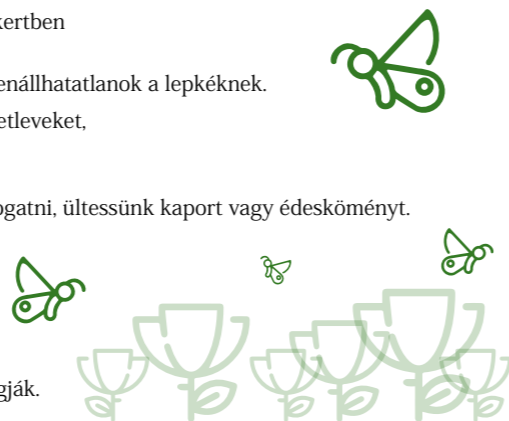 kertben
enállhatatlanok a lepkéknek.
etleveket,
ogatni, ültessünk kaport vagy édesköményt.
gják.